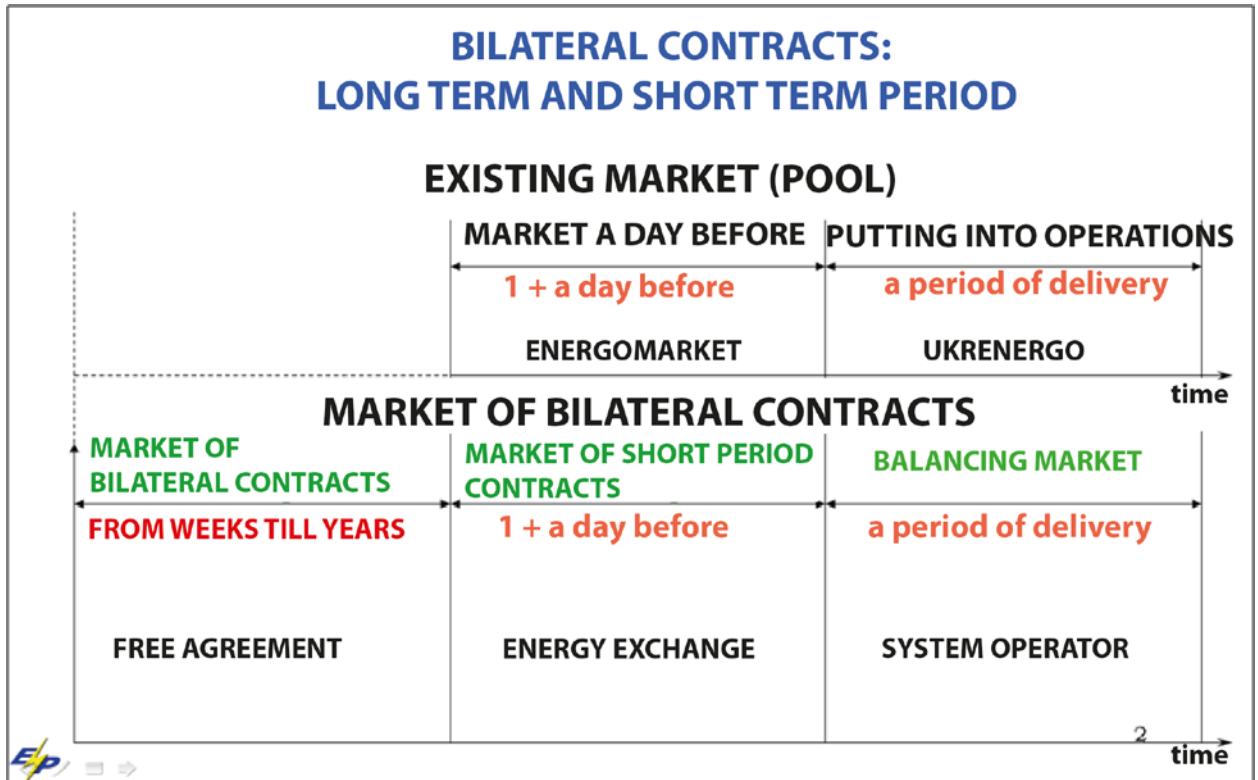 BILATERAL CONTRACTS:
LONG TERM AND SHORT TERM PERIOD
EXISTING MARKET (POOL)
MARKET A DAY BEFORE
PUTTING INTO OPERATIONS
1 + a day before
a period of delivery
ENERGOMARKET
UKRENERGO
time
MARKET OF BILATERAL CONTRACTS
MARKET OF
BILATERAL CONTRACTS
MARKET OF SHORT PERIOD
CONTRACTS
BALANCING MARKET
FROM WEEKS TILL YEARS
1 + a day before
a period of delivery
FREE AGREEMENT
ENERGY EXCHANGE
SYSTEM OPERATOR
2
time
EP